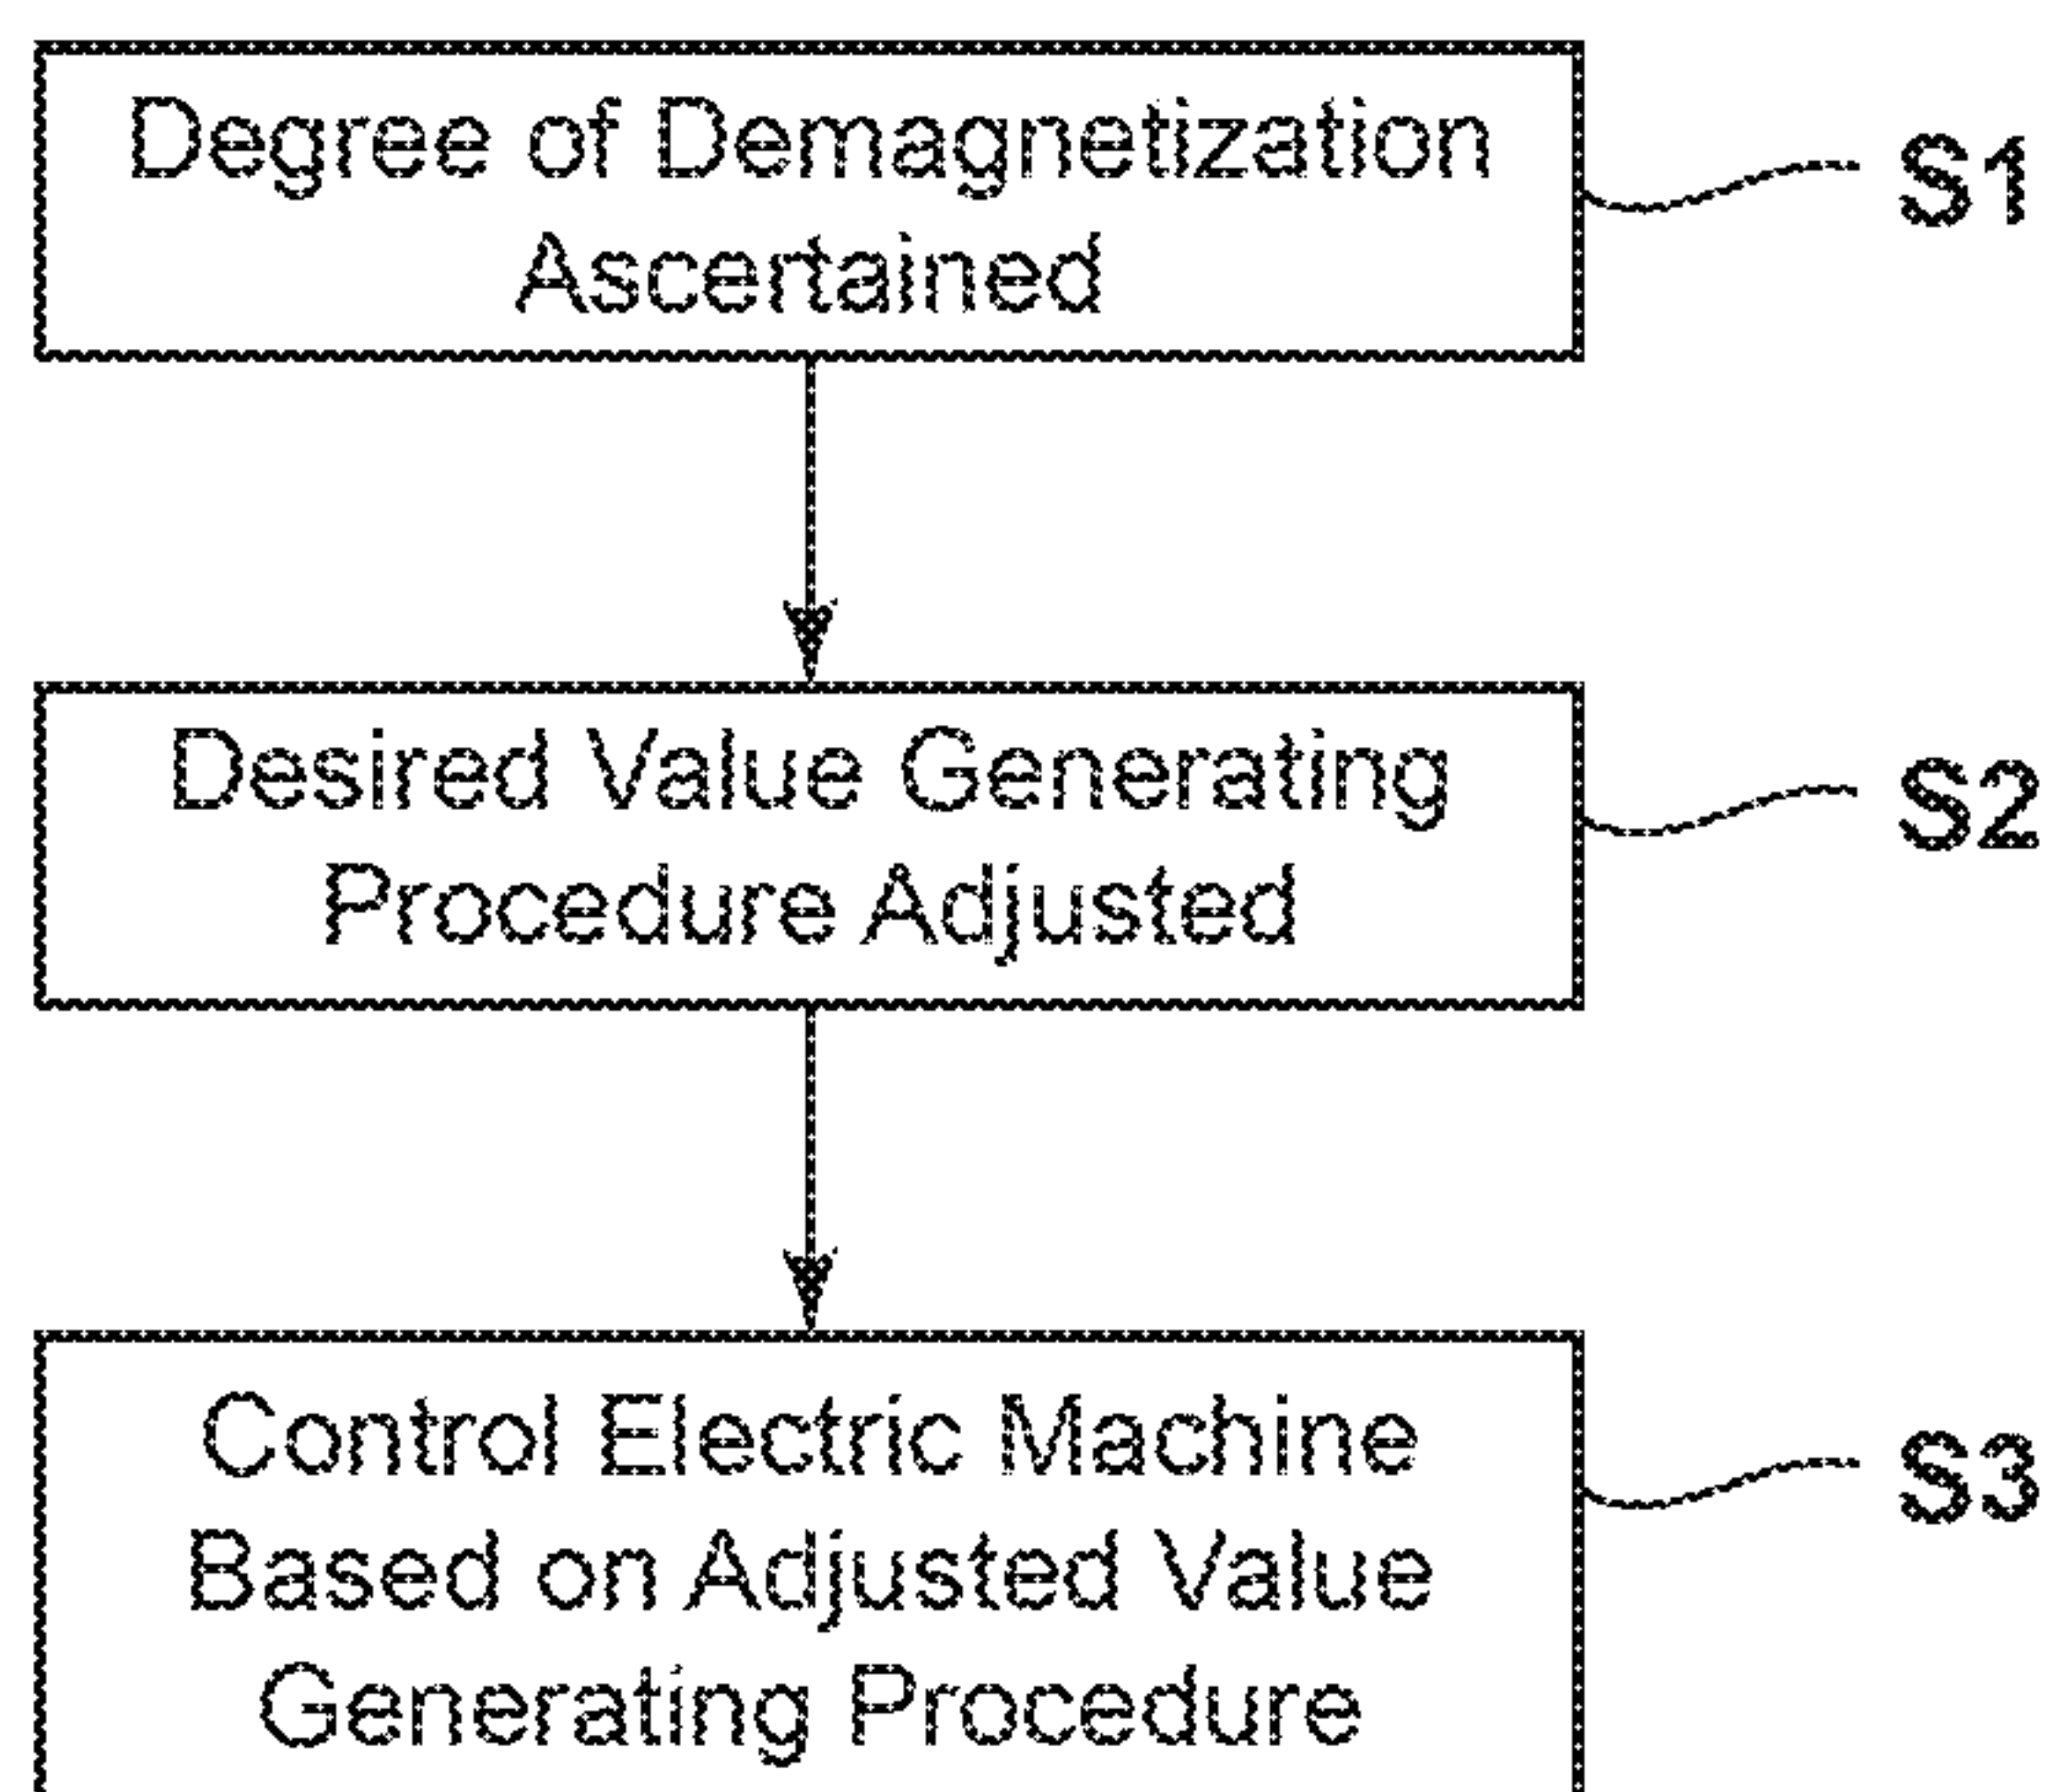 Degree of Demagnetization
Ascertained
S1
Desired Value Generating
Procedure Adjusted
S2
Control Electric Machine
Based on Adjusted Value
Generating Procedure
S3